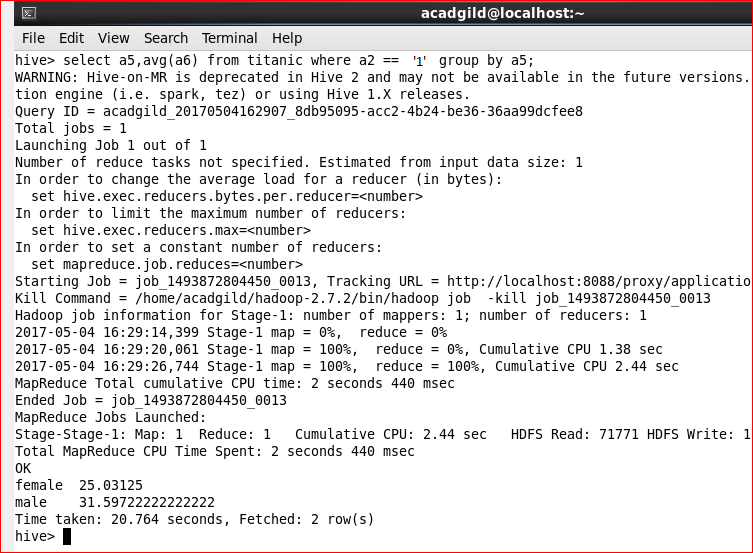 acadgild@localhost:~
File Edit View Search Terminal Help
hive> select a5,avg(a6) from titanic where a2 == '1' group by a5;
WARNING: Hive-on-MR is deprecated in Hive 2 and may not be available in the future versions.
tion engine (i.e. spark, tez) or using Hive 1.X releases.
Query ID = acadgild_20170504162907_8db95095-acc2-4b24-be36-36aa99dcfee8
Total jobs = 1
Launching Job 1 out of 1
Number of reduce tasks not specified. Estimated from input data size: 1
In order to change the average load for a reducer (in bytes):
  set hive.exec.reducers.bytes.per.reducer=<number>
In order to limit the maximum number of reducers:
  set hive.exec.reducers.max=<number>
In order to set a constant number of reducers:
  set mapreduce.job.reduces=<number>
Starting Job = job_1493872804450_0013, Tracking URL = http://localhost:8088/proxy/applicatio
Kill Command = /home/acadgild/hadoop-2.7.2/bin/hadoop job  -kill job_1493872804450_0013
Hadoop job information for Stage-1: number of mappers: 1; number of reducers: 1
2017-05-04 16:29:14,399 Stage-1 map = 0%,  reduce = 0%
2017-05-04 16:29:20,061 Stage-1 map = 100%,  reduce = 0%, Cumulative CPU 1.38 sec
2017-05-04 16:29:26,744 Stage-1 map = 100%,  reduce = 100%, Cumulative CPU 2.44 sec
MapReduce Total cumulative CPU time: 2 seconds 440 msec
Ended Job = job_1493872804450_0013
MapReduce Jobs Launched:
Stage-Stage-1: Map: 1  Reduce: 1   Cumulative CPU: 2.44 sec   HDFS Read: 71771 HDFS Write: 1
Total MapReduce CPU Time Spent: 2 seconds 440 msec
OK
female  25.03125
male    31.59722222222222
Time taken: 20.764 seconds, Fetched: 2 row(s)
hive>